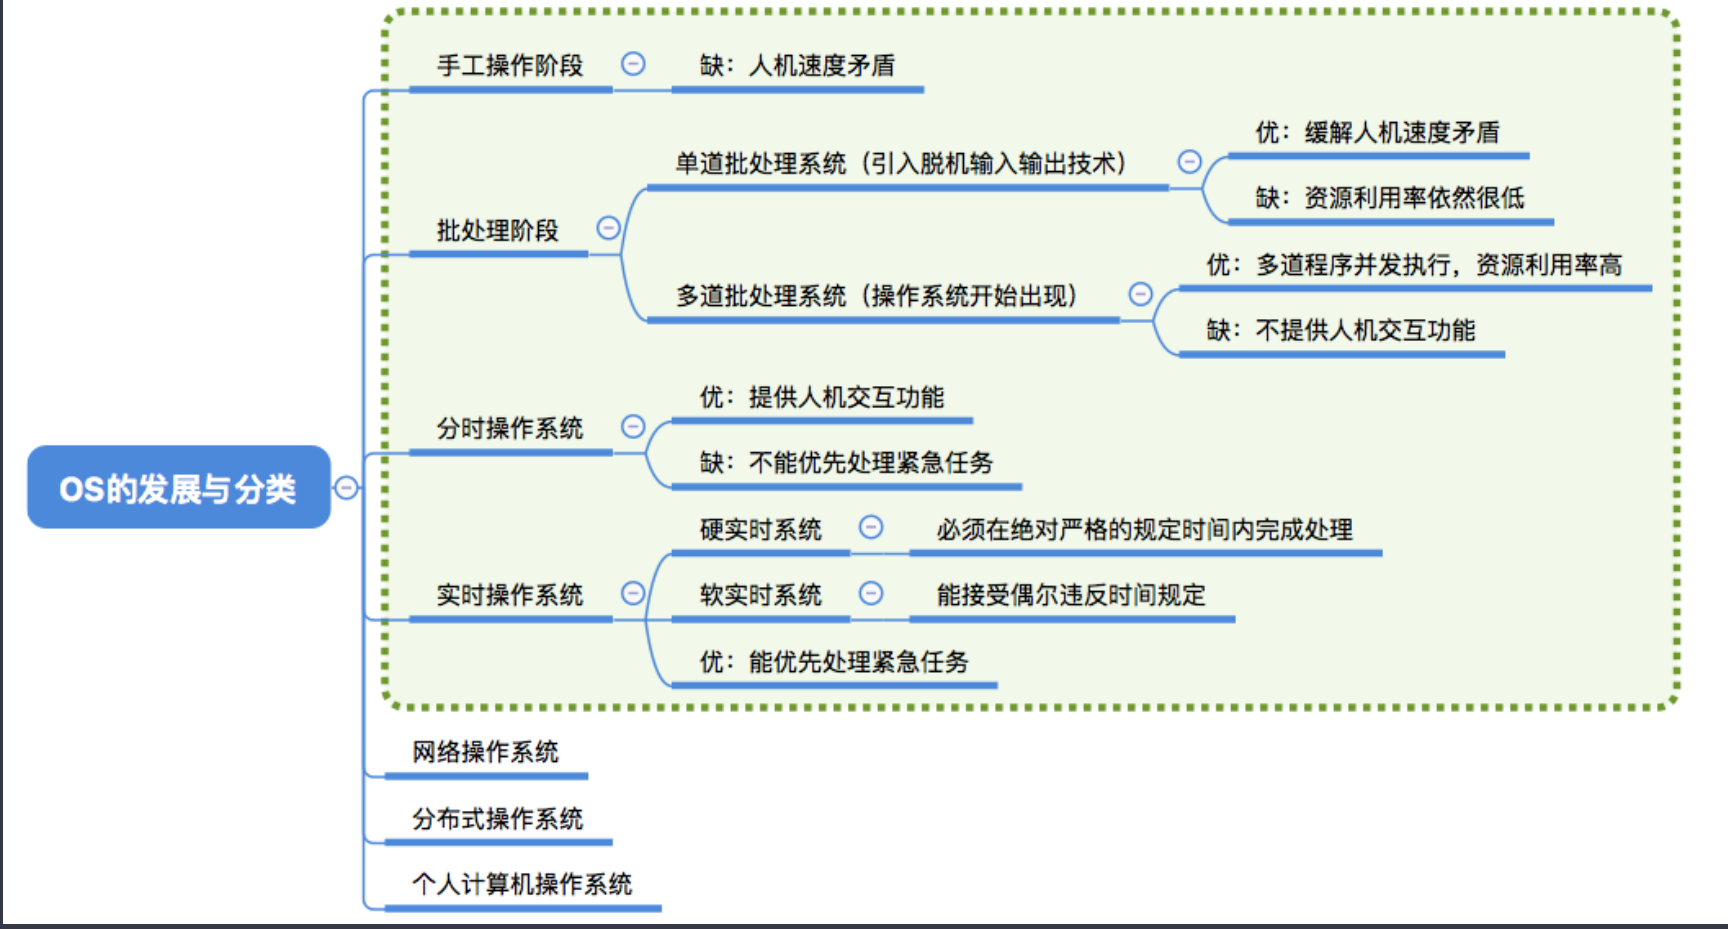 OS的发展与分类
手工操作阶段
缺：人机速度矛盾
批处理阶段
单道批处理系统（引入脱机输入输出技术）
优：缓解人机速度矛盾
缺：资源利用率依然很低
多道批处理系统（操作系统开始出现）
优：多道程序并发执行，资源利用率高
缺：不提供人机交互功能
分时操作系统
优：提供人机交互功能
缺：不能优先处理紧急任务
实时操作系统
硬实时系统
必须在绝对严格的规定时间内完成处理
软实时系统
能接受偶尔违反时间规定
优：能优先处理紧急任务
网络操作系统
分布式操作系统
个人计算机操作系统